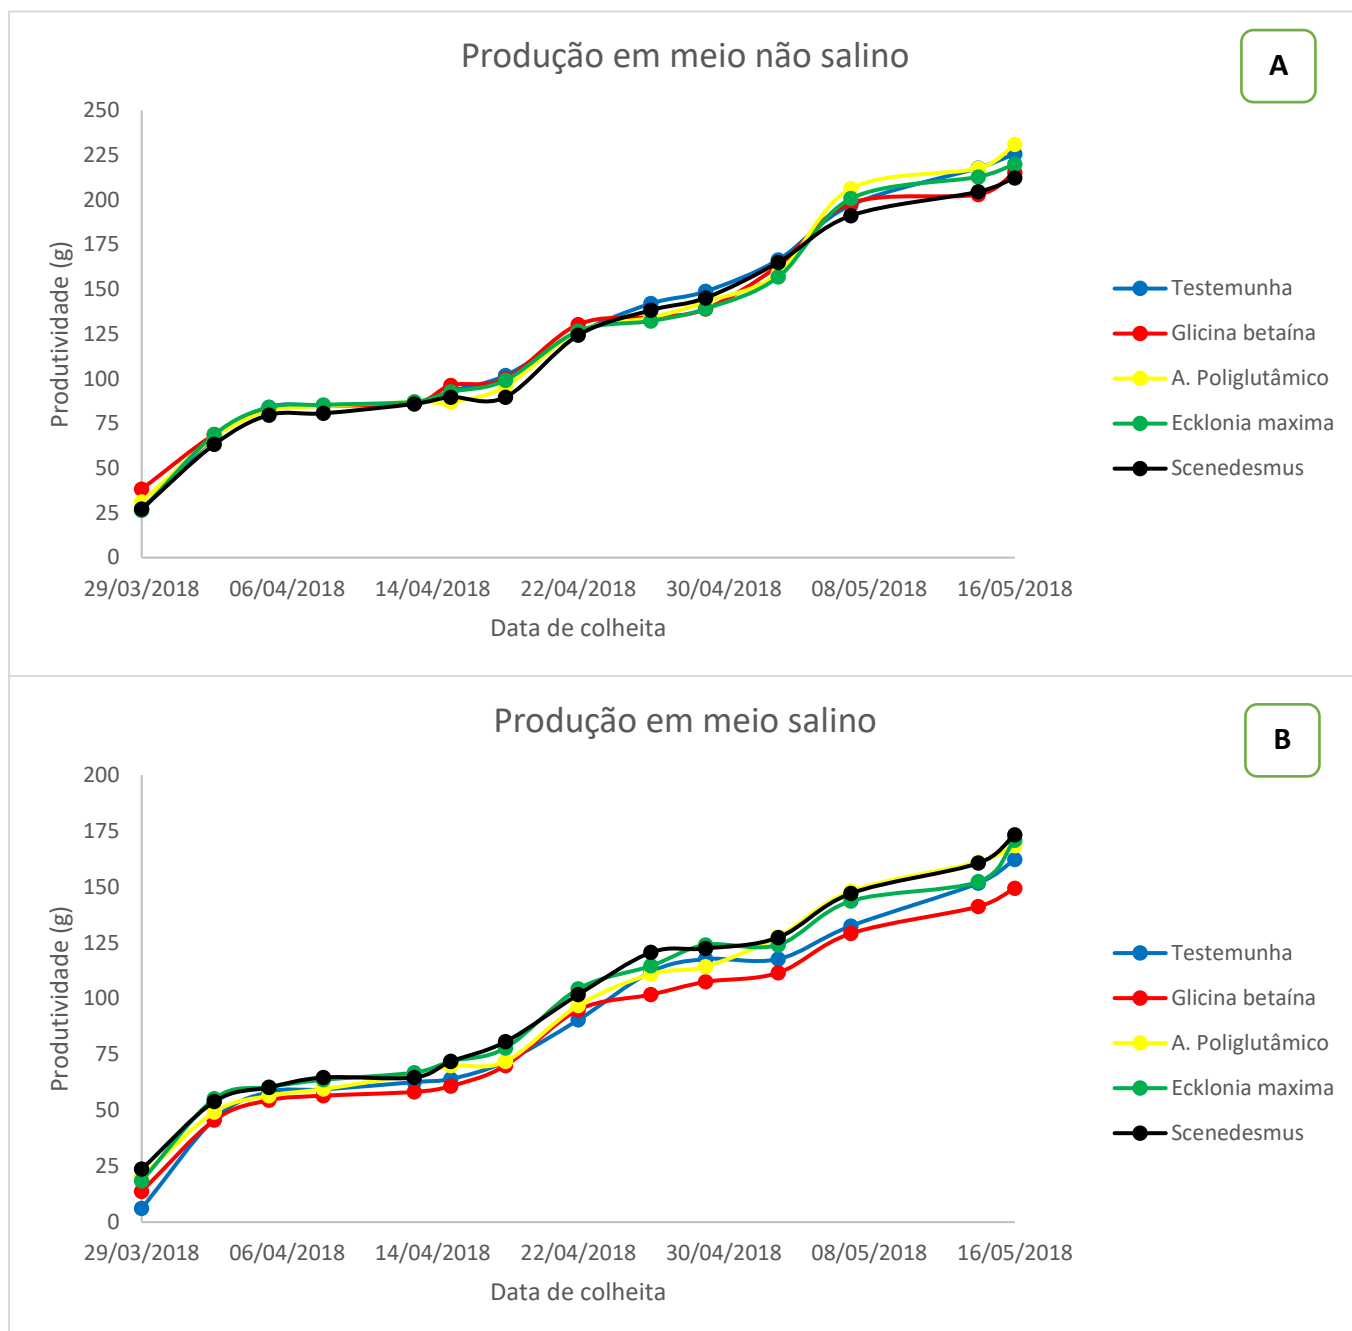 Produção em meio não salino
A
Produtividade (g)
250
225
200
175
150
125
100
75
50
25
0
29/03/2018 06/04/2018 14/04/2018 22/04/2018 30/04/2018 08/05/2018 16/05/2018
Data de colheita
Testemunha
Glicina betaína
A. Poliglutâmico
Ecklonia maxima
Scenedesmus
Produção em meio salino
B
Produtividade (g)
200
175
150
125
100
75
50
25
0
29/03/2018 06/04/2018 14/04/2018 22/04/2018 30/04/2018 08/05/2018 16/05/2018
Data de colheita
Testemunha
Glicina betaína
A. Poliglutâmico
Ecklonia maxima
Scenedesmus